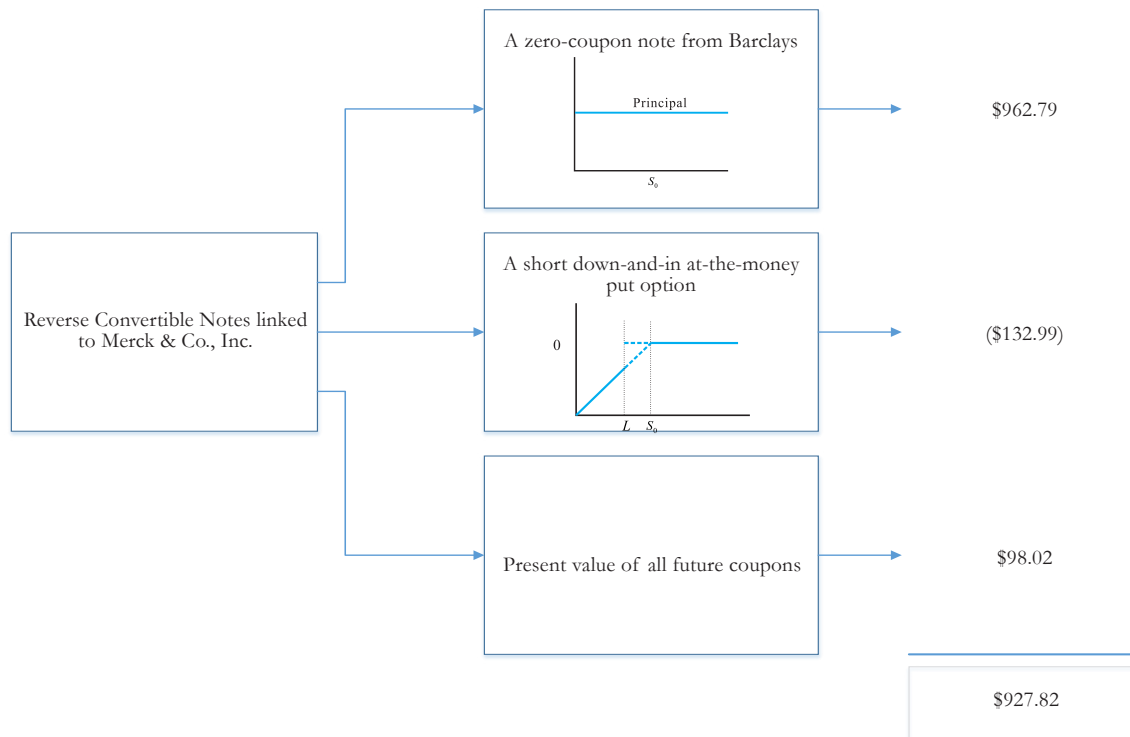 A zero-coupon note from Barclays
Principal
S₀
$962.79
Reverse Convertible Notes linked
to Merck & Co., Inc.
A short down-and-in at-the-money
put option
0
L S₀
($132.99)
Present value of all future coupons
$98.02
$927.82